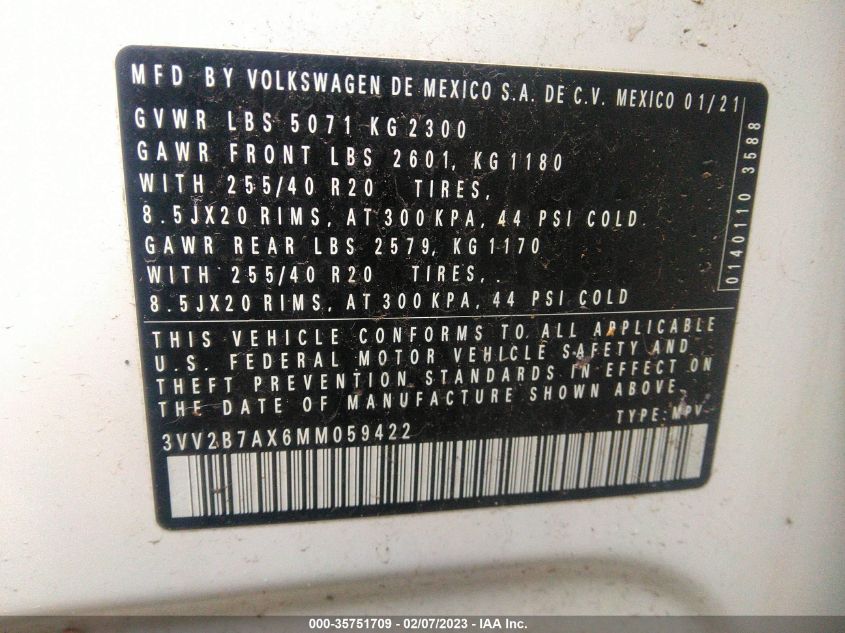 MFD BY VOLKSWAGEN DE MEXICO S.A. DE C.V. MEXICO 01/21
GVWR LBS 5071 KG 2300
GAWR FRONT LBS 2601, KG 1180
WITH 255/40 R20 TIRES,
8.5JX20 RIMS, AT 300 KPA, 44 PSI COLD.
GAWR REAR LBS 2579, KG 1170
WITH 255/40 R20 TIRES, .
8.5JX20 RIMS, AT 300 KPA, 44 PSI COLD
0140110 3588
THIS VEHICLE CONFORMS TO ALL APPLICABLE
U.S. FEDERAL MOTOR VEHICLE SAFETY AND
THEFT PREVENTION STANDARDS IN EFFECT ON
THE DATE OF MANUFACTURE SHOWN ABOVE.
TYPE: MPV
3VV2B7AX6MM059422
000-35751709 - 02/07/2023 - IAA Inc.